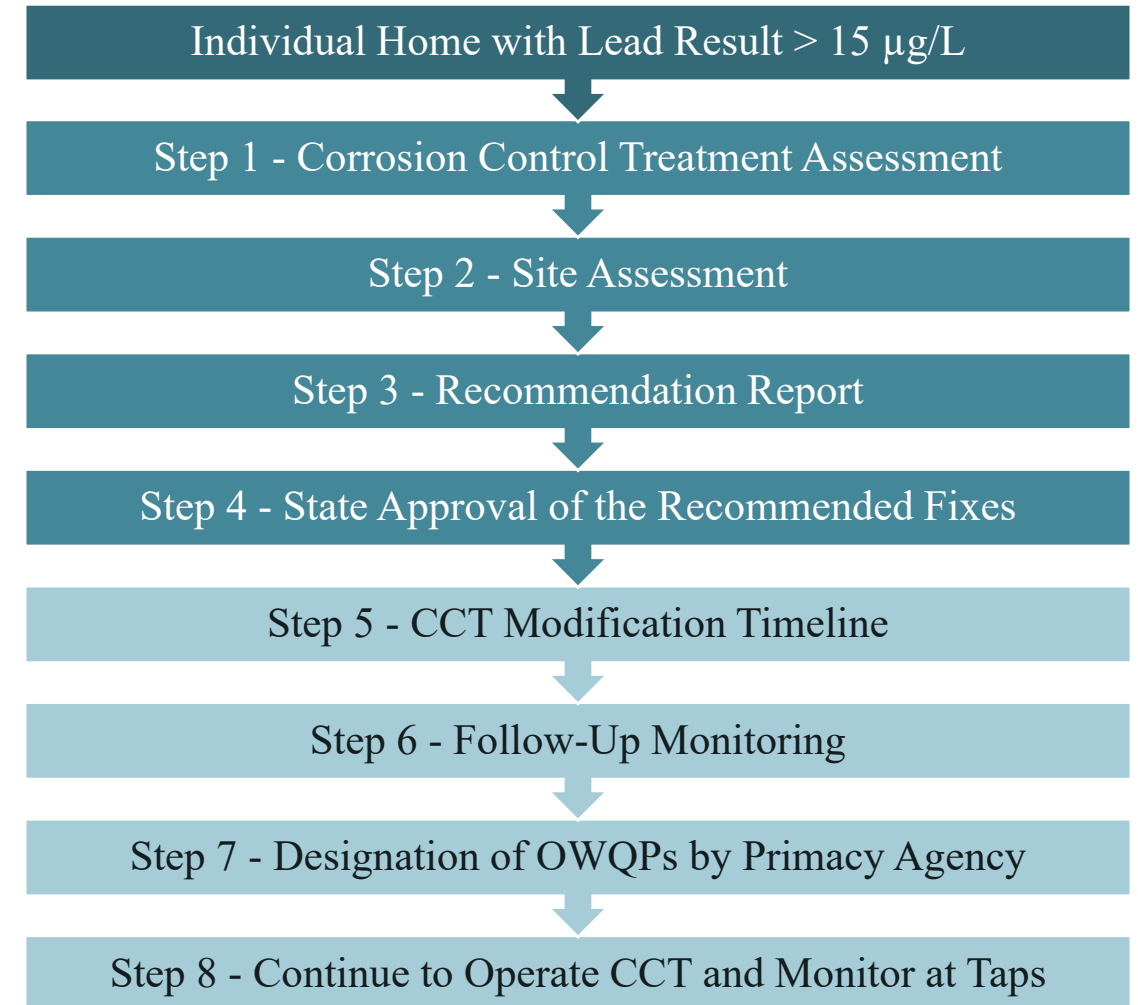 Individual Home with Lead Result > 15 µg/L
Step 1 - Corrosion Control Treatment Assessment
Step 2 - Site Assessment
Step 3 - Recommendation Report
Step 4 - State Approval of the Recommended Fixes
Step 5 - CCT Modification Timeline
Step 6 - Follow-Up Monitoring
Step 7 - Designation of OWQPs by Primacy Agency
Step 8 - Continue to Operate CCT and Monitor at Taps